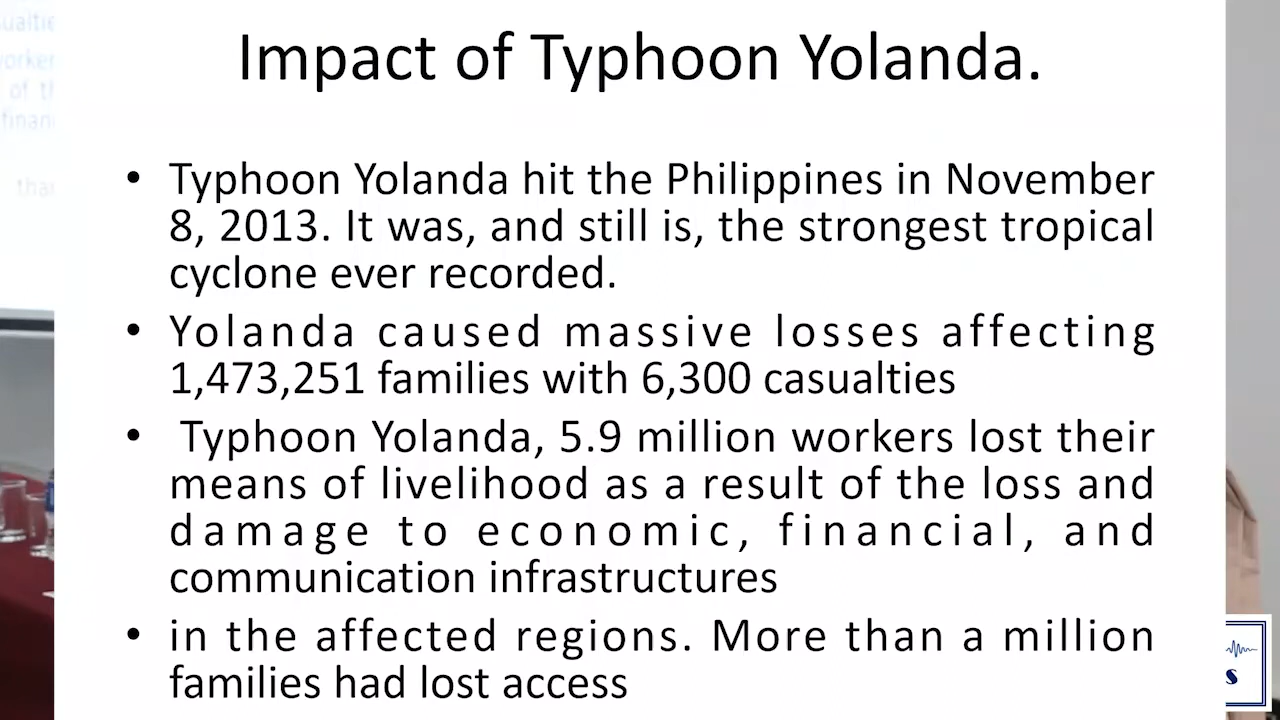 Impact of Typhoon Yolanda.
• Typhoon Yolanda hit the Philippines in November
8, 2013. It was, and still is, the strongest tropical
cyclone ever recorded.
• Yolanda caused massive losses affecting
1,473,251 families with 6,300 casualties
• Typhoon Yolanda, 5.9 million workers lost their
means of livelihood as a result of the loss and
damage to economic, financial, and
communication infrastructures
• in the affected regions. More than a million
families had lost access